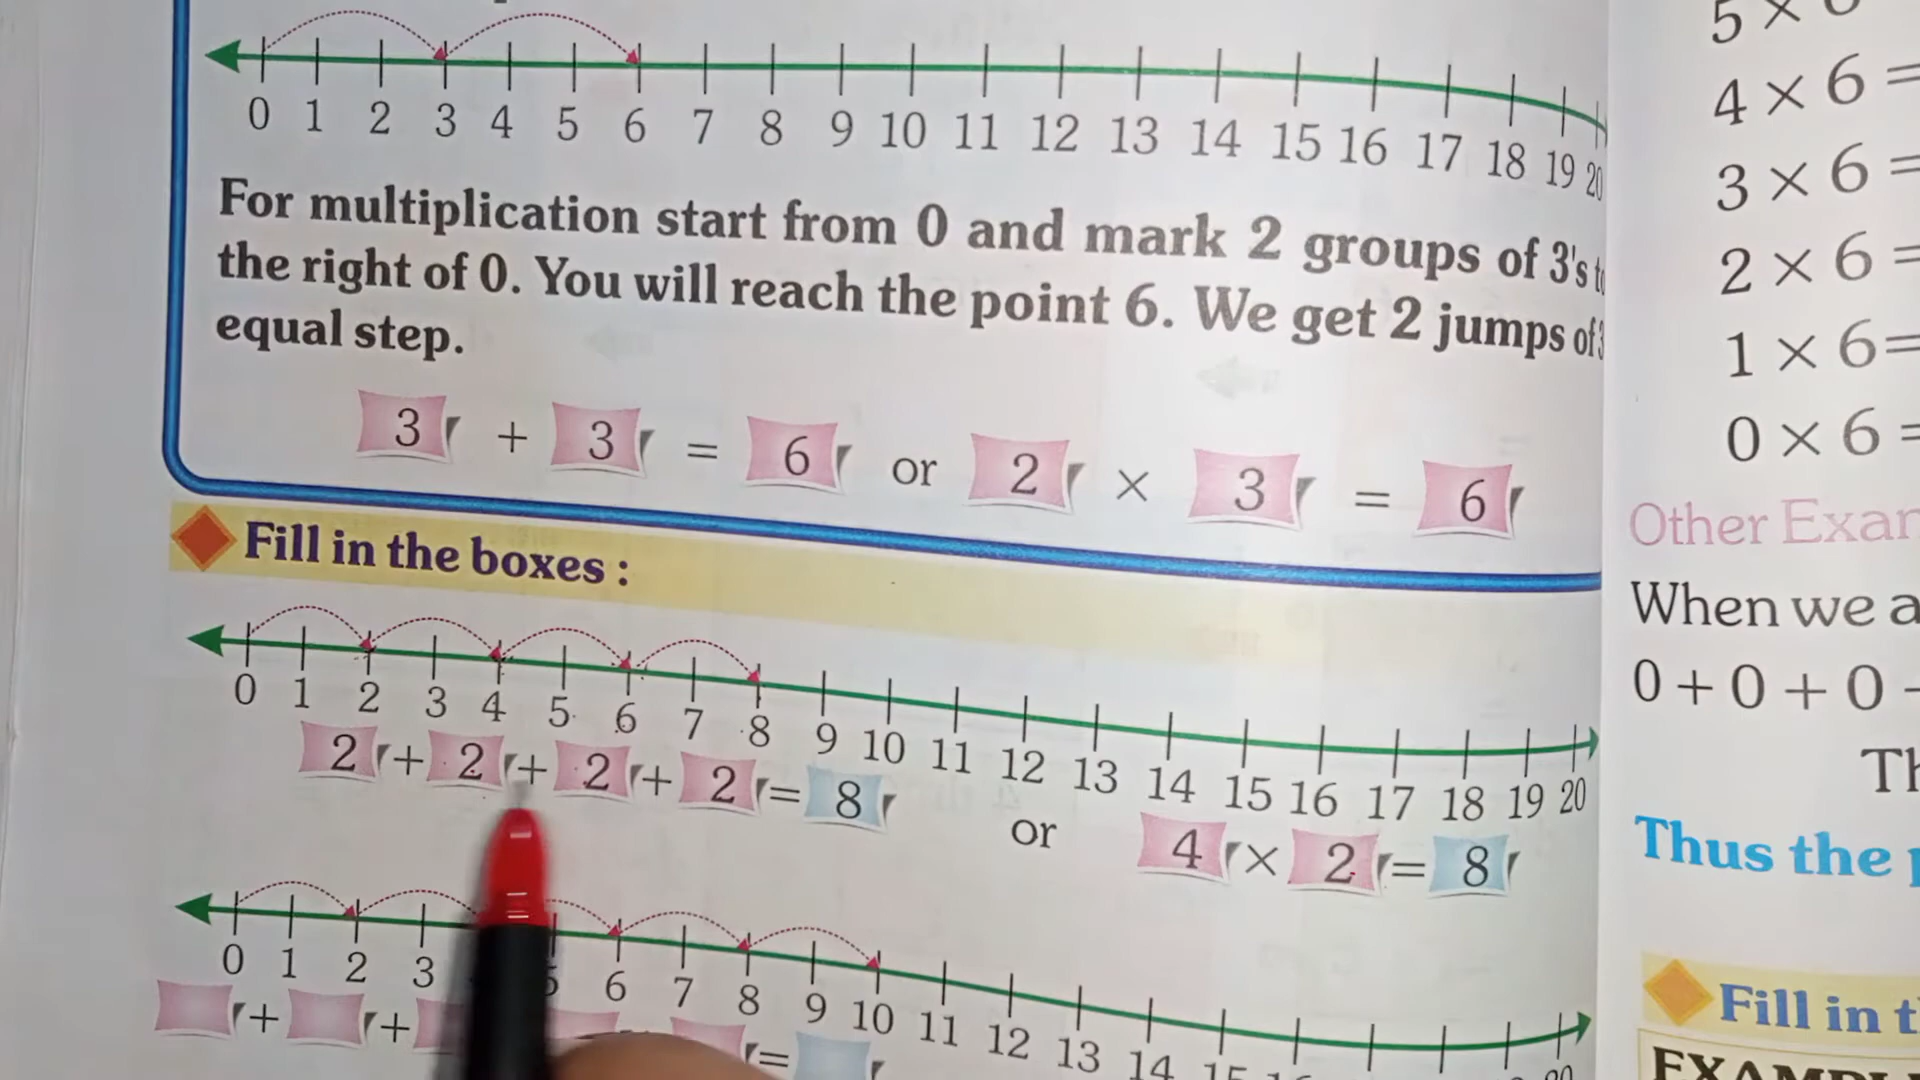 0 1 2 3 4 5 6 7 8 9 10 11 12 13 14 15 16 17 18 19 20
For multiplication start from 0 and mark 2 groups of 3's to
the right of 0. You will reach the point 6. We get 2 jumps of 3
equal step.
3 + 3 = 6 or 2 × 3 = 6
Fill in the boxes :
0 1 2 3 4 5 6 7 8 9 10 11 12 13 14 15 16 17 18 19 20
2 + 2 + 2 + 2 = 8 or 4 × 2 = 8
0 1 2 3 5 6 7 8 9 10 11 12 13 14 15
+ + =
5 ×
4 × 6 =
3 × 6 =
2 × 6 =
1 × 6=
0 × 6 =
Other
When we a
0 + 0 + 0
Th
Thus the
Fill in t